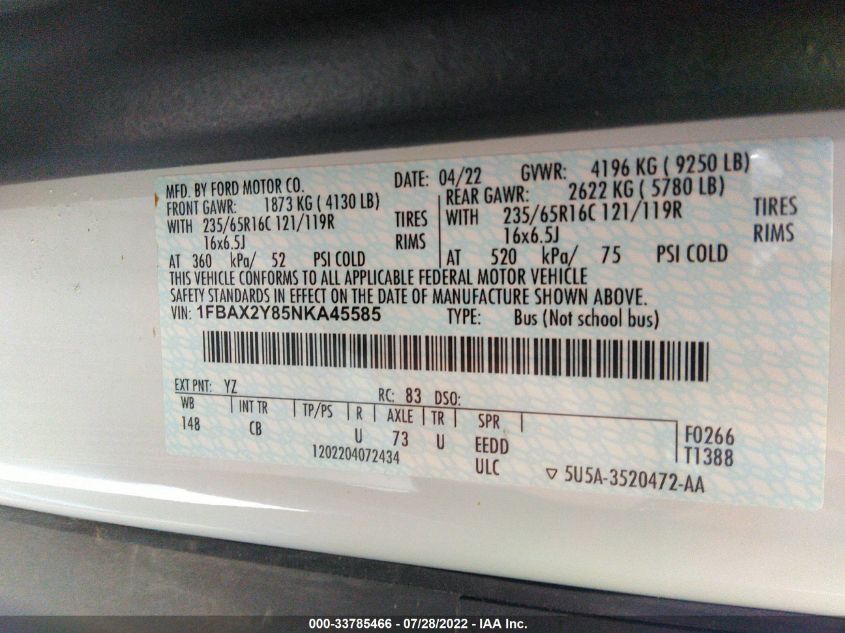 MFD. BY FORD MOTOR CO. DATE: 04/22 GVWR: 4196 KG ( 9250 LB)
FRONT GAWR: 1873 KG ( 4130 LB) REAR GAWR: 2622 KG ( 5780 LB)
WITH 235/65R16C 121/119R TIRES WITH 235/65R16C 121/119R TIRES
16x6.5J RIMS 16x6.5J RIMS
AT 360 kPa/ 52 PSI COLD AT 520 kPa/ 75 PSI COLD
THIS VEHICLE CONFORMS TO ALL APPLICABLE FEDERAL MOTOR VEHICLE
SAFETY STANDARDS IN EFFECT ON THE DATE OF MANUFACTURE SHOWN ABOVE.
VIN: 1FBAX2Y85NKA45585 TYPE: Bus (Not school bus)
EXT PNT: YZ RC: 83 DSO:
WB INT TR TP/PS R AXLE TR SPR F0266
148 CB U 73 U EEDD T1388
1202204072434 ULC ▽ 5U5A-3520472-AA
000-33785466 - 07/28/2022 - IAA Inc.